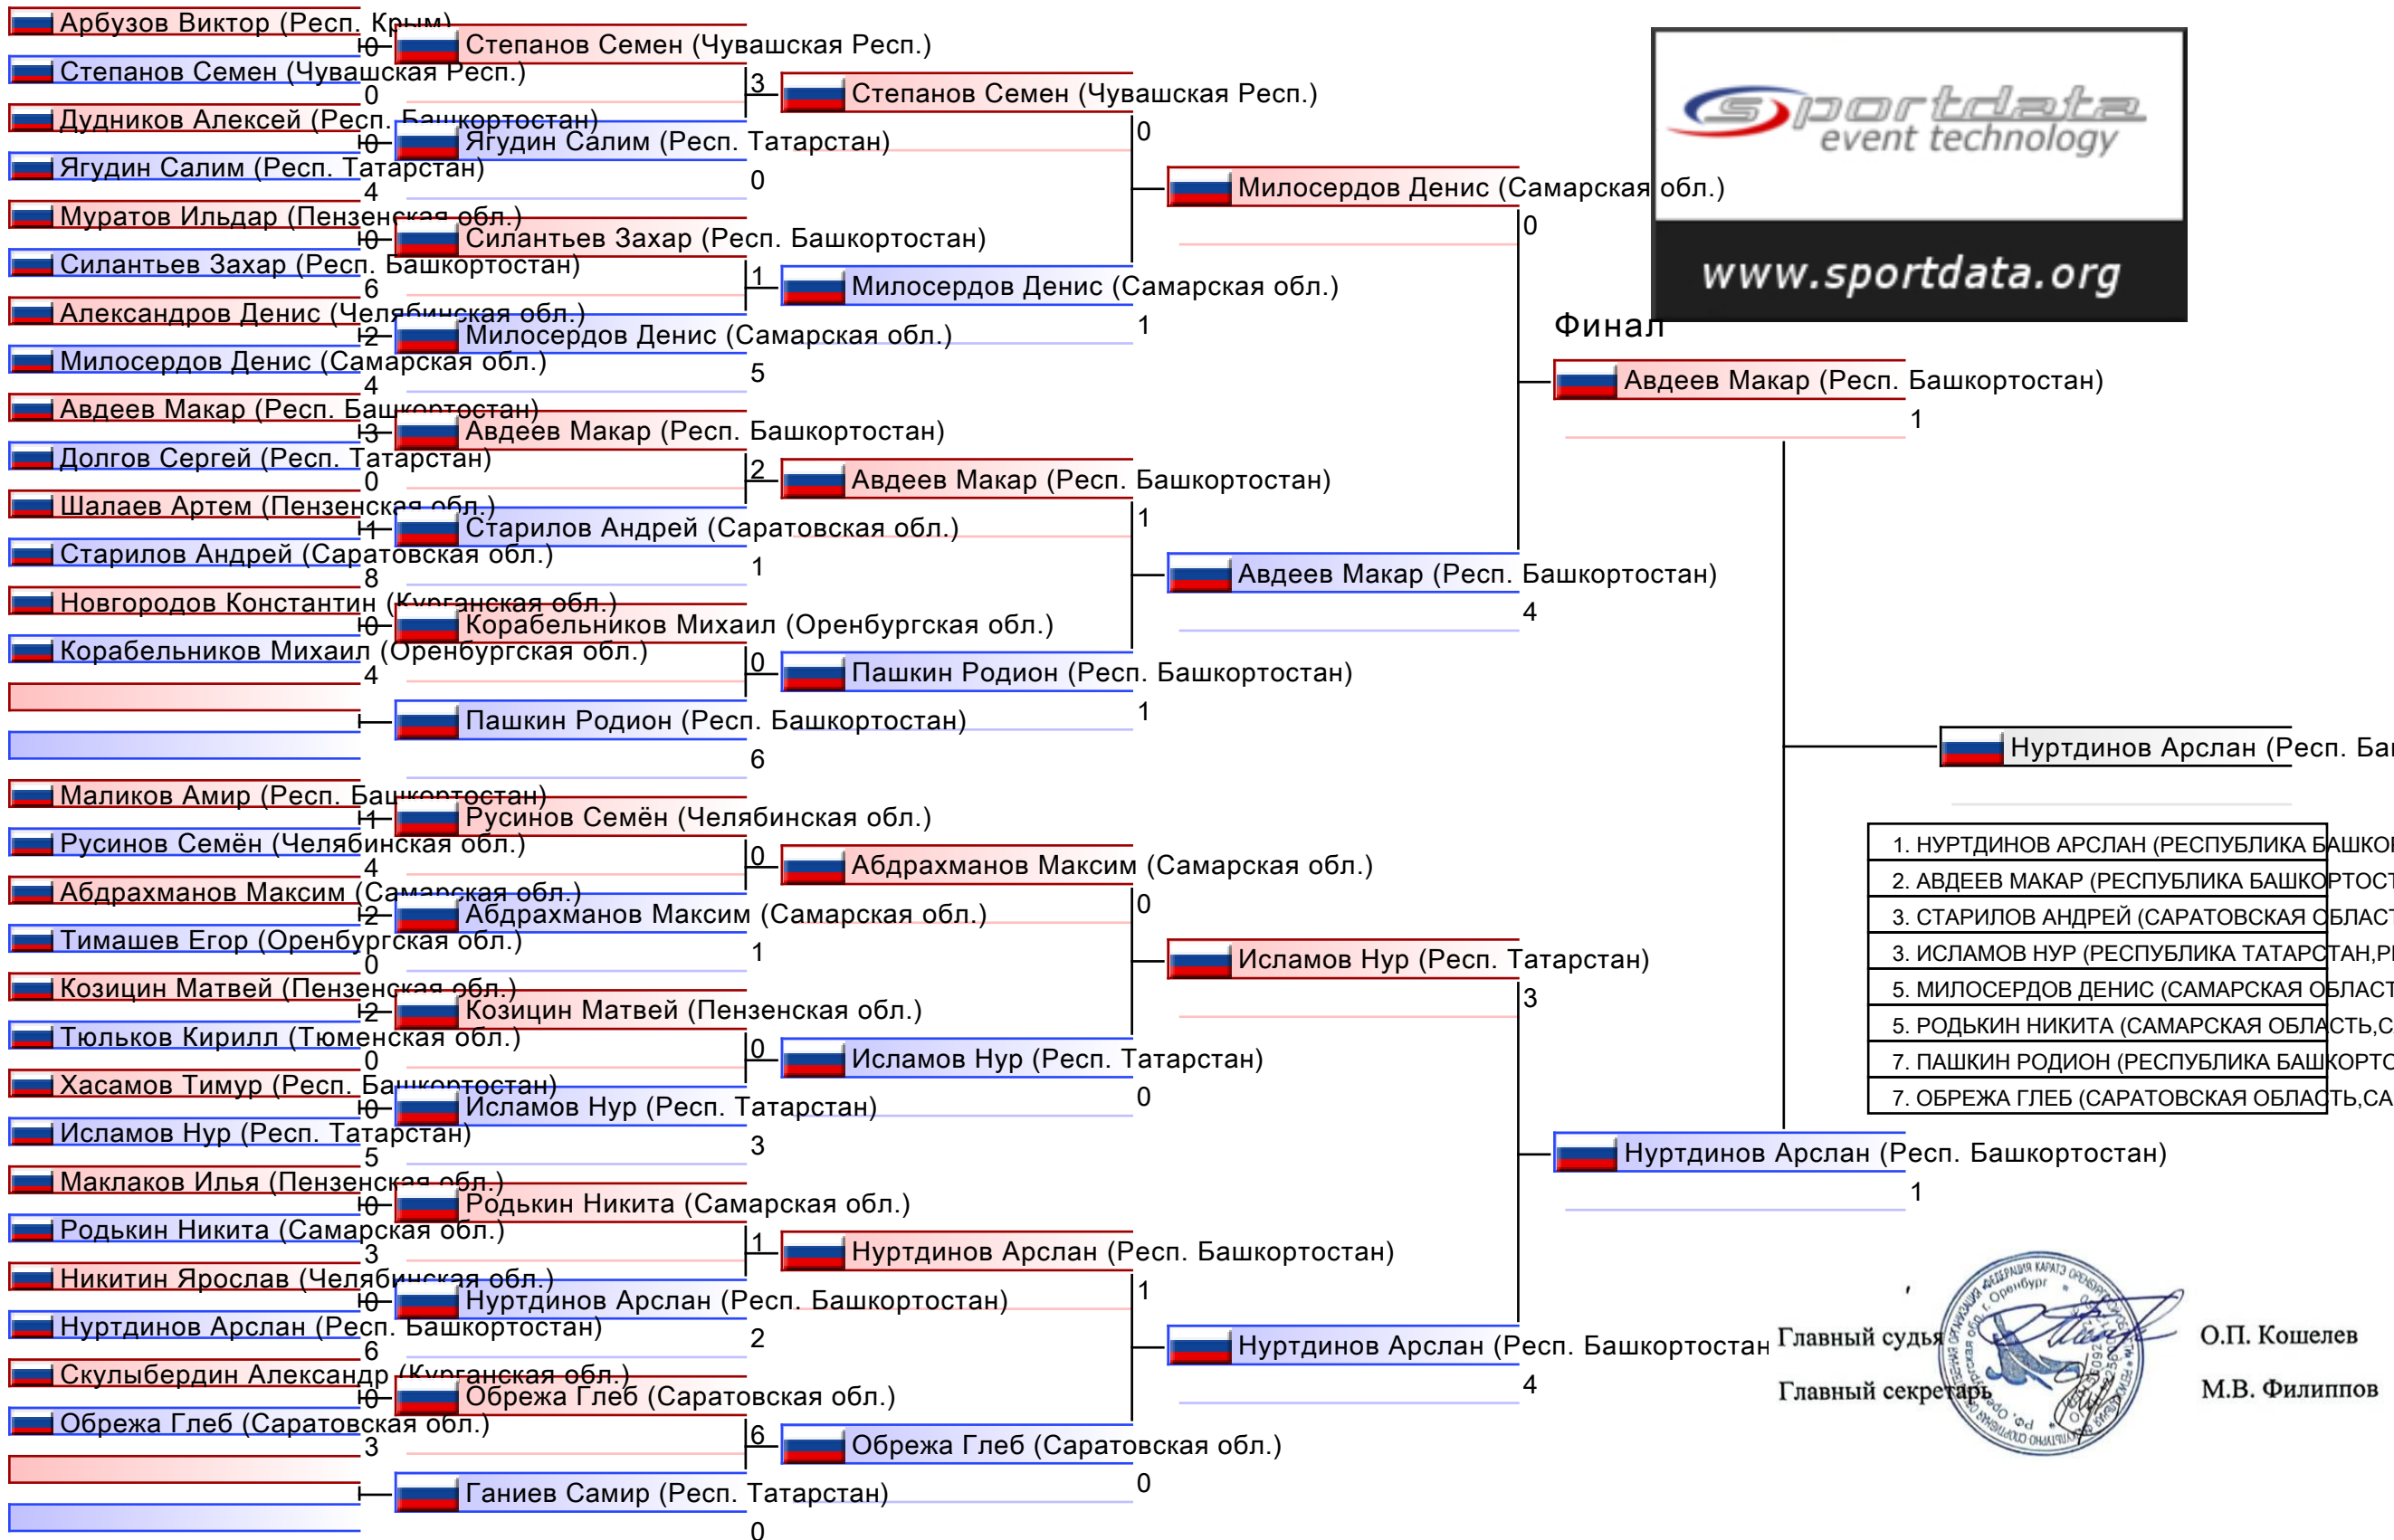 Арбузов Виктор (Респ. Крым)
0
Степанов Семен (Чувашская Респ.)
0
Дудников Алексей (Респ. Башкортостан)
0
Ягудин Салим (Респ. Татарстан)
4
Муратов Ильдар (Пензенская обл.)
0
Силантьев Захар (Респ. Башкортостан)
6
Александров Денис (Челябинская обл.)
2
Милосердов Денис (Самарская обл.)
4
Авдеев Макар (Респ. Башкортостан)
3
Долгов Сергей (Респ. Татарстан)
0
Шалаев Артем (Пензенская обл.)
1
Старилов Андрей (Саратовская обл.)
8
Новгородов Константин (Курганская обл.)
0
Корабельников Михаил (Оренбургская обл.)
4
Маликов Амир (Респ. Башкортостан)
1
Русинов Семён (Челябинская обл.)
4
Абдрахманов Максим (Самарская обл.)
2
Тимашев Егор (Оренбургская обл.)
0
Козицин Матвей (Пензенская обл.)
2
Тюльков Кирилл (Тюменская обл.)
0
Хасамов Тимур (Респ. Башкортостан)
0
Исламов Нур (Респ. Татарстан)
5
Маклаков Илья (Пензенская обл.)
0
Родькин Никита (Самарская обл.)
3
Никитин Ярослав (Челябинская обл.)
0
Нуртдинов Арслан (Респ. Башкортостан)
6
Скулыбердин Александр (Курганская обл.)
0
Обрежа Глеб (Саратовская обл.)
3
Степанов Семен (Чувашская Респ.)
3
Ягудин Салим (Респ. Татарстан)
0
Силантьев Захар (Респ. Башкортостан)
1
Милосердов Денис (Самарская обл.)
5
Авдеев Макар (Респ. Башкортостан)
2
Старилов Андрей (Саратовская обл.)
1
Корабельников Михаил (Оренбургская обл.)
0
Пашкин Родион (Респ. Башкортостан)
6
Русинов Семён (Челябинская обл.)
0
Абдрахманов Максим (Самарская обл.)
1
Козицин Матвей (Пензенская обл.)
0
Исламов Нур (Респ. Татарстан)
3
Родькин Никита (Самарская обл.)
1
Нуртдинов Арслан (Респ. Башкортостан)
2
Обрежа Глеб (Саратовская обл.)
6
Ганиев Самир (Респ. Татарстан)
0
Степанов Семен (Чувашская Респ.)
0
Милосердов Денис (Самарская обл.)
1
Авдеев Макар (Респ. Башкортостан)
1
Пашкин Родион (Респ. Башкортостан)
1
Абдрахманов Максим (Самарская обл.)
0
Исламов Нур (Респ. Татарстан)
0
Нуртдинов Арслан (Респ. Башкортостан)
1
Обрежа Глеб (Саратовская обл.)
0
Милосердов Денис (Самарская обл.)
0
Авдеев Макар (Респ. Башкортостан)
4
Исламов Нур (Респ. Татарстан)
3
Нуртдинов Арслан (Респ. Башкортостан
4
sportdata
event technology
www.sportdata.org
Финал
Авдеев Макар (Респ. Башкортостан)
1
Нуртдинов Арслан (Респ. Башкортостан)
1
Нуртдинов Арслан (Респ. Ба
1. НУРТДИНОВ АРСЛАН (РЕСПУБЛИКА БАШКО
2. АВДЕЕВ МАКАР (РЕСПУБЛИКА БАШКОРТОСТ
3. СТАРИЛОВ АНДРЕЙ (САРАТОВСКАЯ ОБЛАСТ
3. ИСЛАМОВ НУР (РЕСПУБЛИКА ТАТАРСТАН,Р
5. МИЛОСЕРДОВ ДЕНИС (САМАРСКАЯ ОБЛАСТ
5. РОДЬКИН НИКИТА (САМАРСКАЯ ОБЛАСТЬ,С
7. ПАШКИН РОДИОН (РЕСПУБЛИКА БАШКОРТО
7. ОБРЕЖА ГЛЕБ (САРАТОВСКАЯ ОБЛАСТЬ,СА
Главный судья
О.П. Кошелев
Главный секретарь
М.В. Филиппов